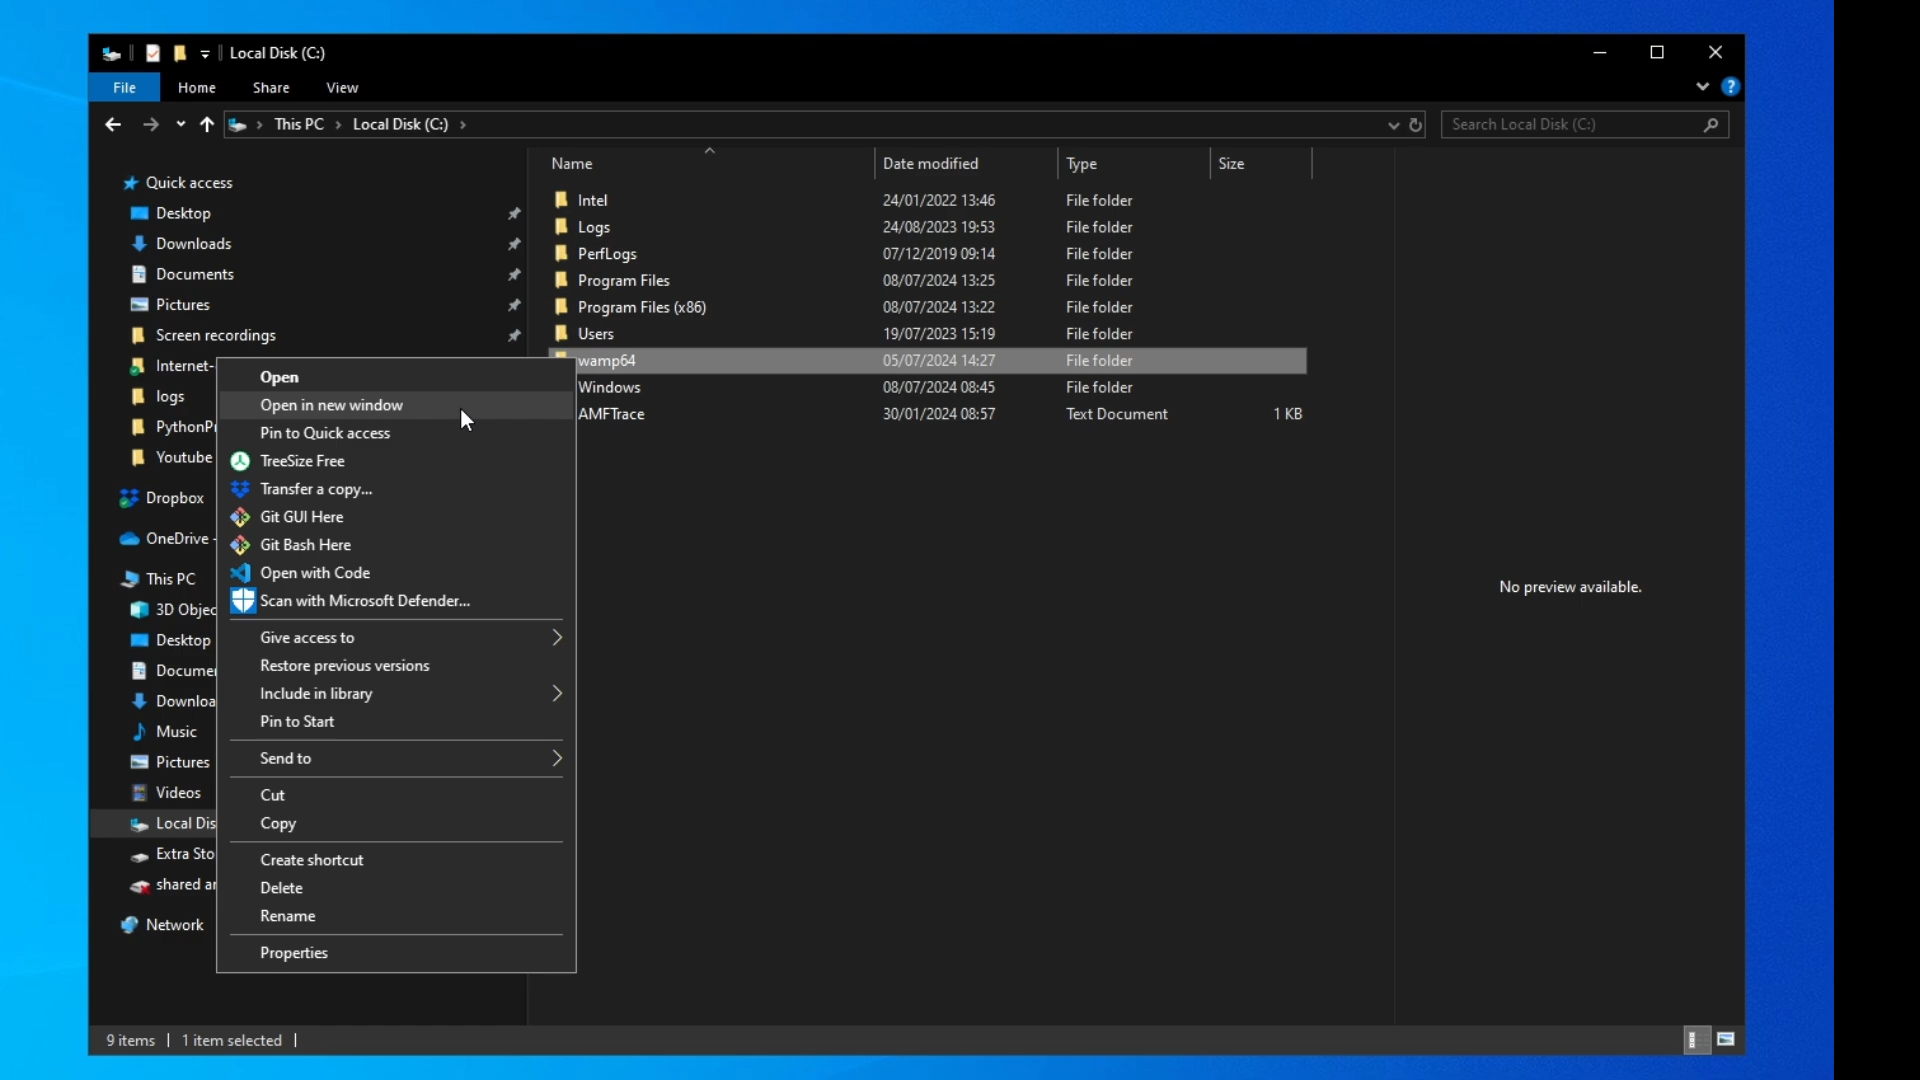 Local Disk (C:)
File Home Share View
This PC Local Disk (C:) Search Local Disk (C:)
Name Date modified Type Size
Quick access
Desktop
Downloads
Documents
Pictures
Screen recordings
Internet-
logs
PythonPr
Youtube
Dropbox
OneDrive -
This PC
3D Objec
Desktop
Documen
Downloa
Music
Pictures
Videos
Local Dis
Extra Sto
shared ar
Network
Intel 24/01/2022 13:46 File folder
Logs 24/08/2023 19:53 File folder
PerfLogs 07/12/2019 09:14 File folder
Program Files 08/07/2024 13:25 File folder
Program Files (x86) 08/07/2024 13:22 File folder
Users 19/07/2023 15:19 File folder
wamp64 05/07/2024 14:27 File folder
Windows 08/07/2024 08:45 File folder
AMFTrace 30/01/2024 08:57 Text Document 1 KB
Open
Open in new window
Pin to Quick access
TreeSize Free
Transfer a copy...
Git GUI Here
Git Bash Here
Open with Code
Scan with Microsoft Defender...
Give access to
Restore previous versions
Include in library
Pin to Start
Send to
Cut
Copy
Create shortcut
Delete
Rename
Properties
No preview available.
9 items 1 item selected